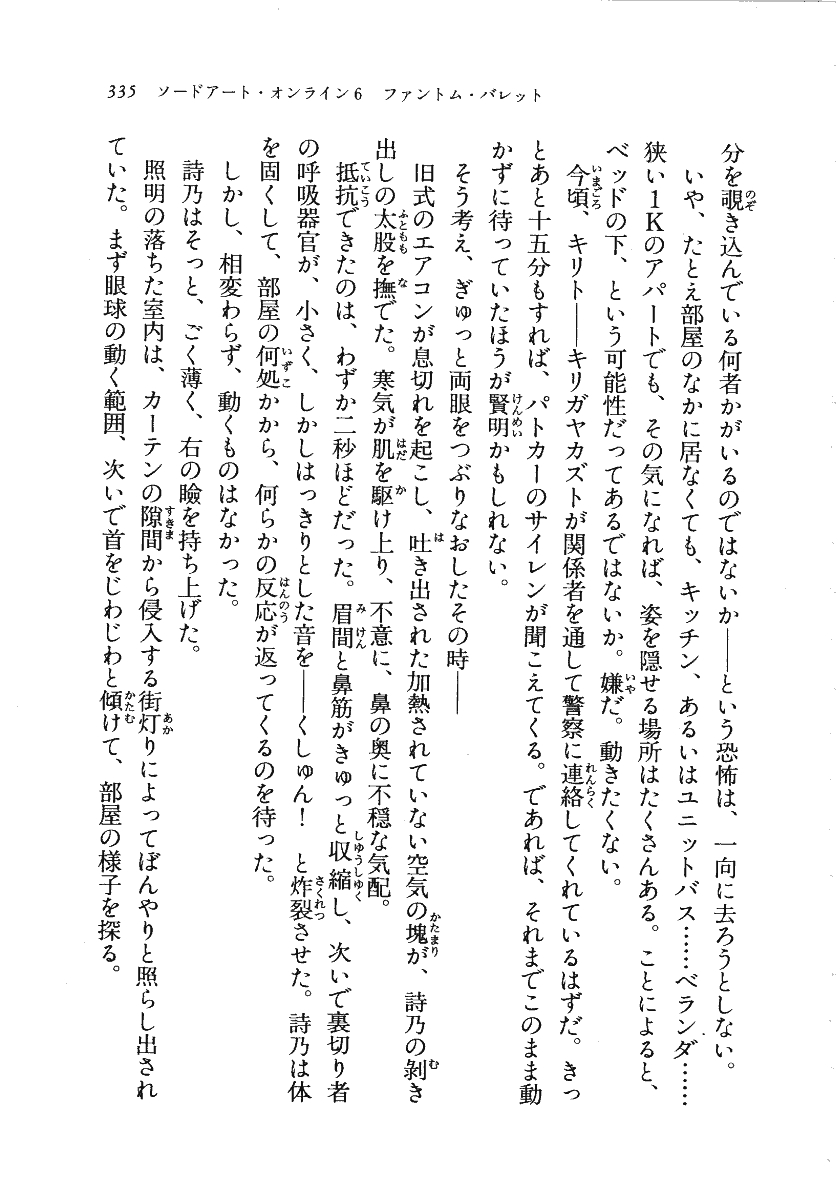 335 ソードアート・オンライン6 ファントム・バレット
分を覗き込んでいる何者かがいるのではないか――という恐怖は、一向に去ろうとしない。
いや、たとえ部屋のなかに居なくても、キッチン、あるいはユニットバス……ベランダ……
狭い1Kのアパートでも、その気になれば、姿を隠せる場所はたくさんある。ことによると、
ベッドの下、という可能性だってあるではないか。嫌だ。動きたくない。
今頃、キリト――キリガヤカズトが関係者を通して警察に連絡してくれているはずだ。きっ
とあと十五分もすれば、パトカーのサイレンが聞こえてくる。であれば、それまでこのまま動
かずに待っていたほうが賢明かもしれない。
そう考え、ぎゅっと両眼をつぶりなおしたその時――
旧式のエアコンが息切れを起こし、吐き出された加熱されていない空気の塊が、詩乃の剝き
出しの太股を撫でた。寒気が肌を駆け上り、不意に、鼻の奥に不穏な気配。
抵抗できたのは、わずか二秒ほどだった。眉間と鼻筋がきゅっと収縮し、次いで裏切り者
の呼吸器官が、小さく、しかしはっきりとした音を――くしゅん！　と炸裂させた。詩乃は体
を固くして、部屋の何処かから、何らかの反応が返ってくるのを待った。
しかし、相変わらず、動くものはなかった。
詩乃はそっと、ごく薄く、右の瞼を持ち上げた。
照明の落ちた室内は、カーテンの隙間から侵入する街灯りによってぼんやりと照らし出され
ていた。まず眼球の動く範囲、次いで首をじわじわと傾けて、部屋の様子を探る。